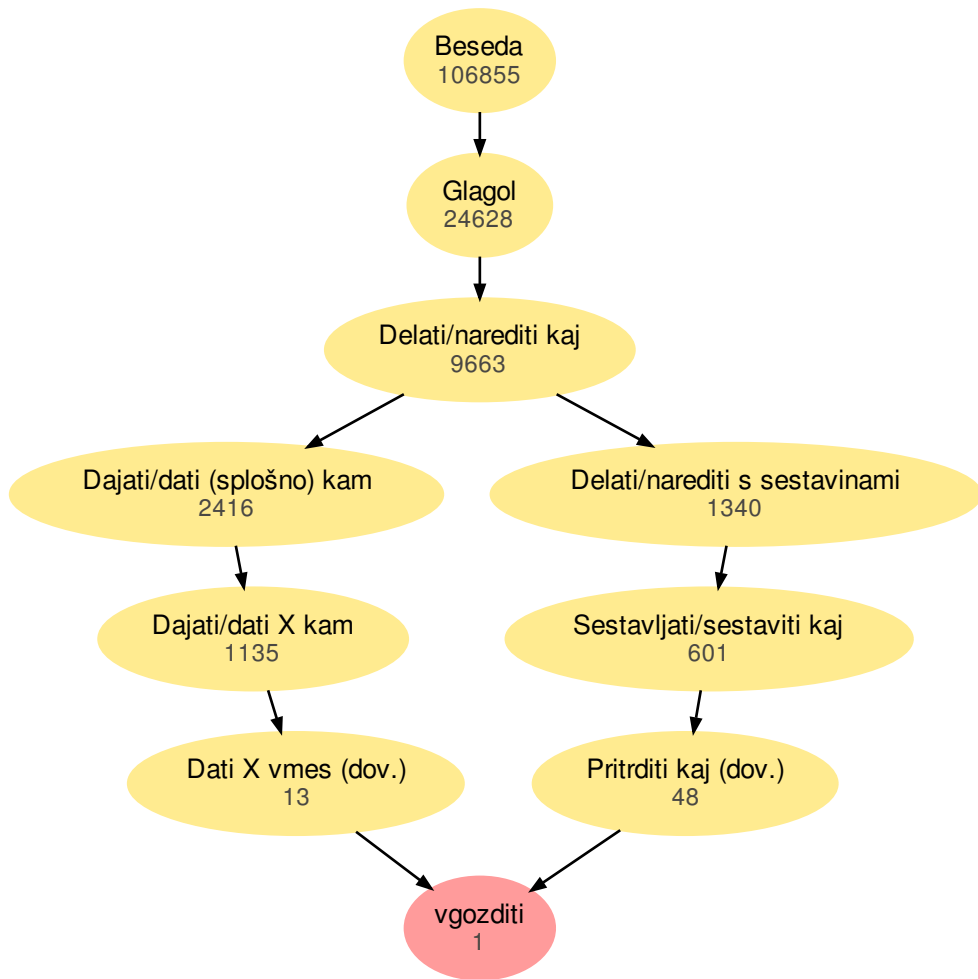 Beseda
106855
Glagol
24628
Delati/narediti kaj
9663
Dajati/dati (splošno) kam
2416
Delati/narediti s sestavinami
1340
Dajati/dati X kam
1135
Sestavljati/sestaviti kaj
601
Dati X vmes (dov.)
13
Pritrditi kaj (dov.)
48
vgozditi
1